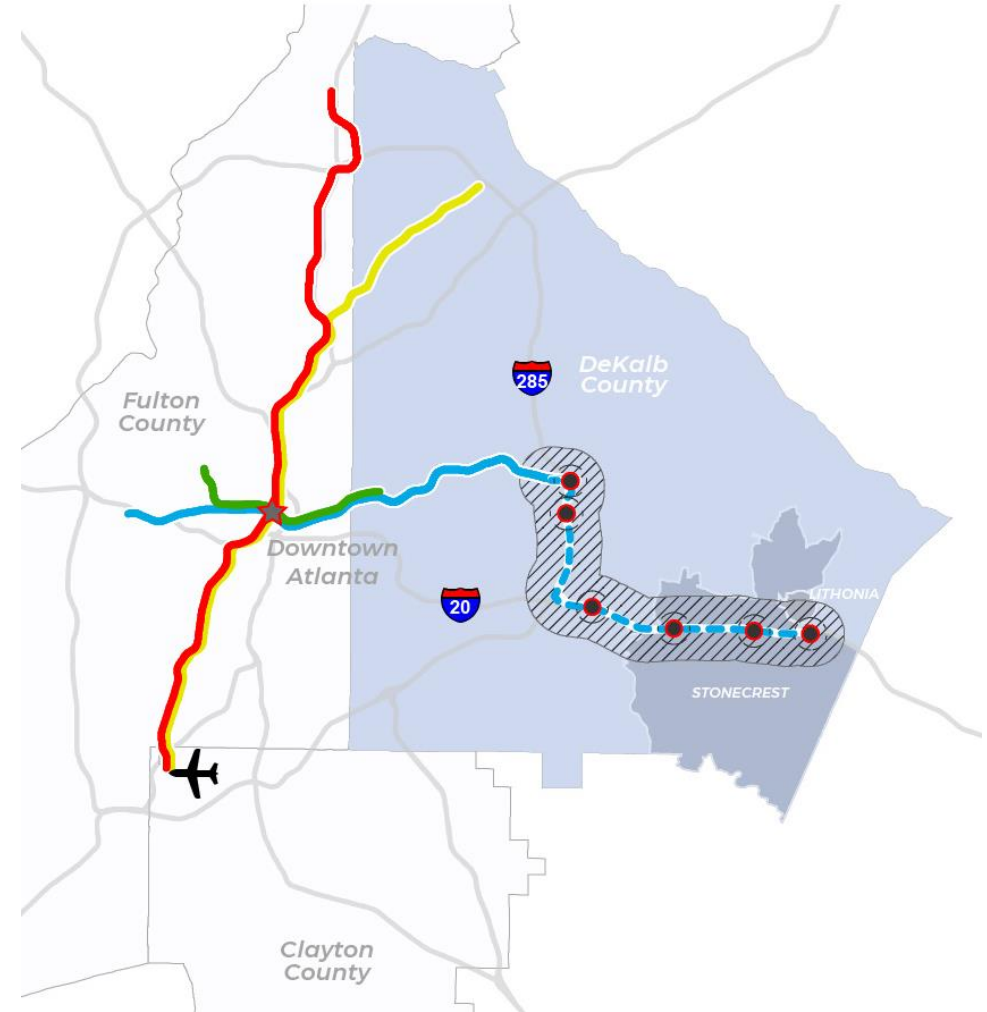 285
DeKalb
County
Fulton
County
Downtown
Atlanta
20
LITHONIA
STONECREST
Clayton
County